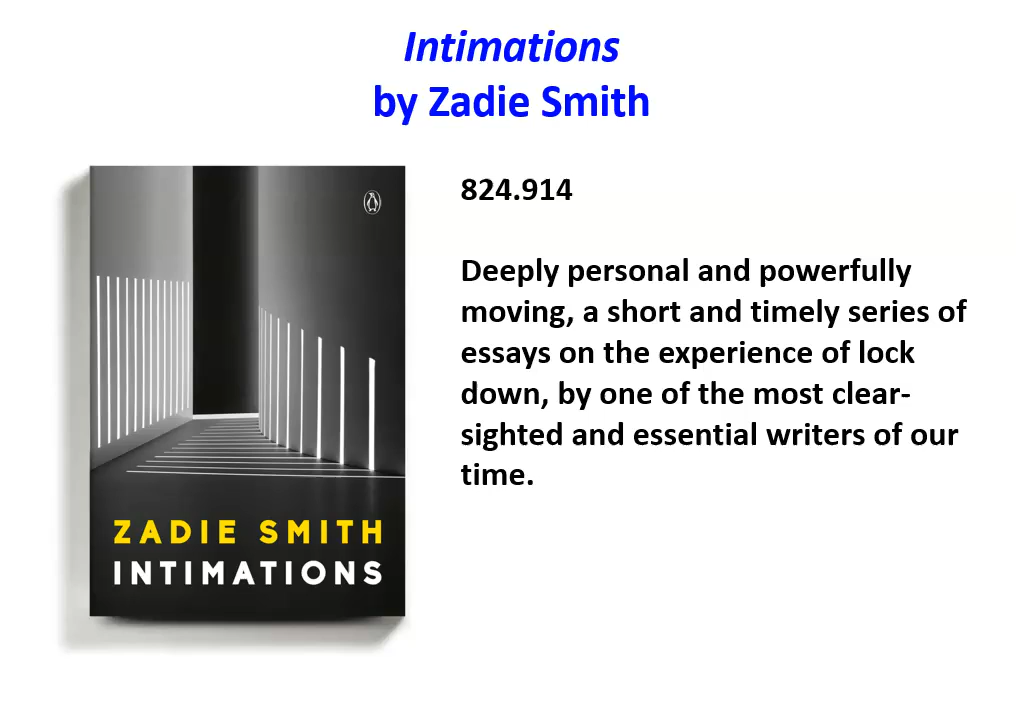 Intimations
by Zadie Smith
824.914
Deeply personal and powerfully
moving, a short and timely series of
essays on the experience of lock
down, by one of the most clear-
sighted and essential writers of our
time.
ZADIE SMITH
INTIMATIONS